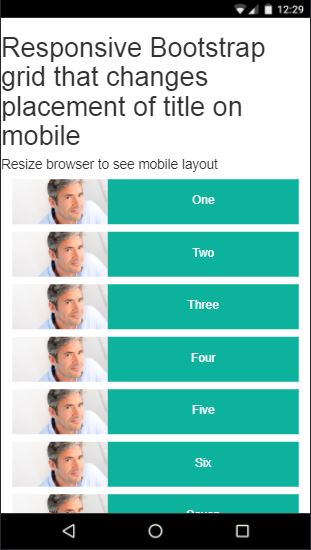 12:29
Responsive Bootstrap
grid that changes
placement of title on
mobile
Resize browser to see mobile layout
One
Two
Three
Four
Five
Six